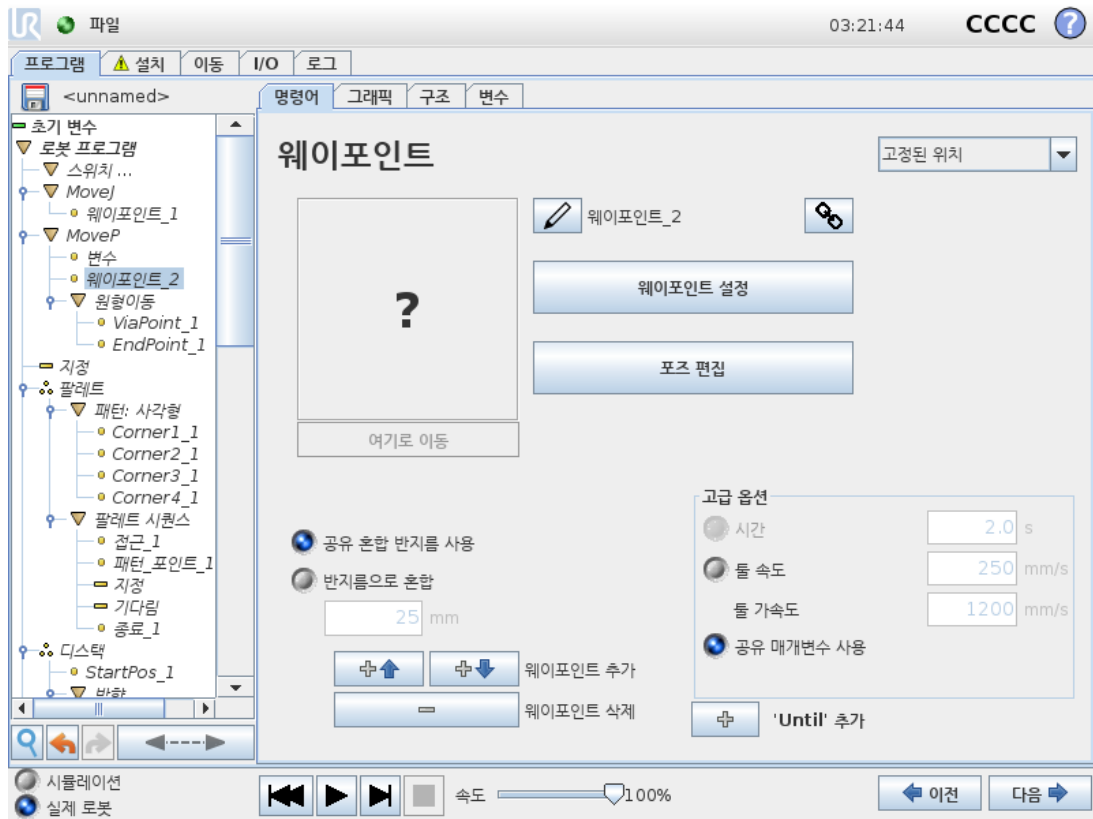 UR 파일 03:21:44 CCCC ?
프로그램 설치 이동 I/O 로그
<unnamed>
명령어 그래픽 구조 변수
초기 변수
로봇 프로그램
스위치 ...
MoveJ
웨이포인트_1
MoveP
변수
웨이포인트_2
원형이동
ViaPoint_1
EndPoint_1
지정
팔레트
패턴: 사각형
Corner1_1
Corner2_1
Corner3_1
Corner4_1
팔레트 시퀀스
접근_1
패턴_포인트_1
지정
기다림
종료_1
디스택
StartPos_1
방향
웨이포인트
고정된 위치
?
웨이포인트_2
웨이포인트 설정
포즈 편집
여기로 이동
공유 혼합 반지름 사용
반지름으로 혼합
25 mm
웨이포인트 추가
웨이포인트 삭제
고급 옵션
시간 2.0 s
툴 속도 250 mm/s
툴 가속도 1200 mm/s
공유 매개변수 사용
'Until' 추가
시뮬레이션
실제 로봇
속도 100%
이전
다음